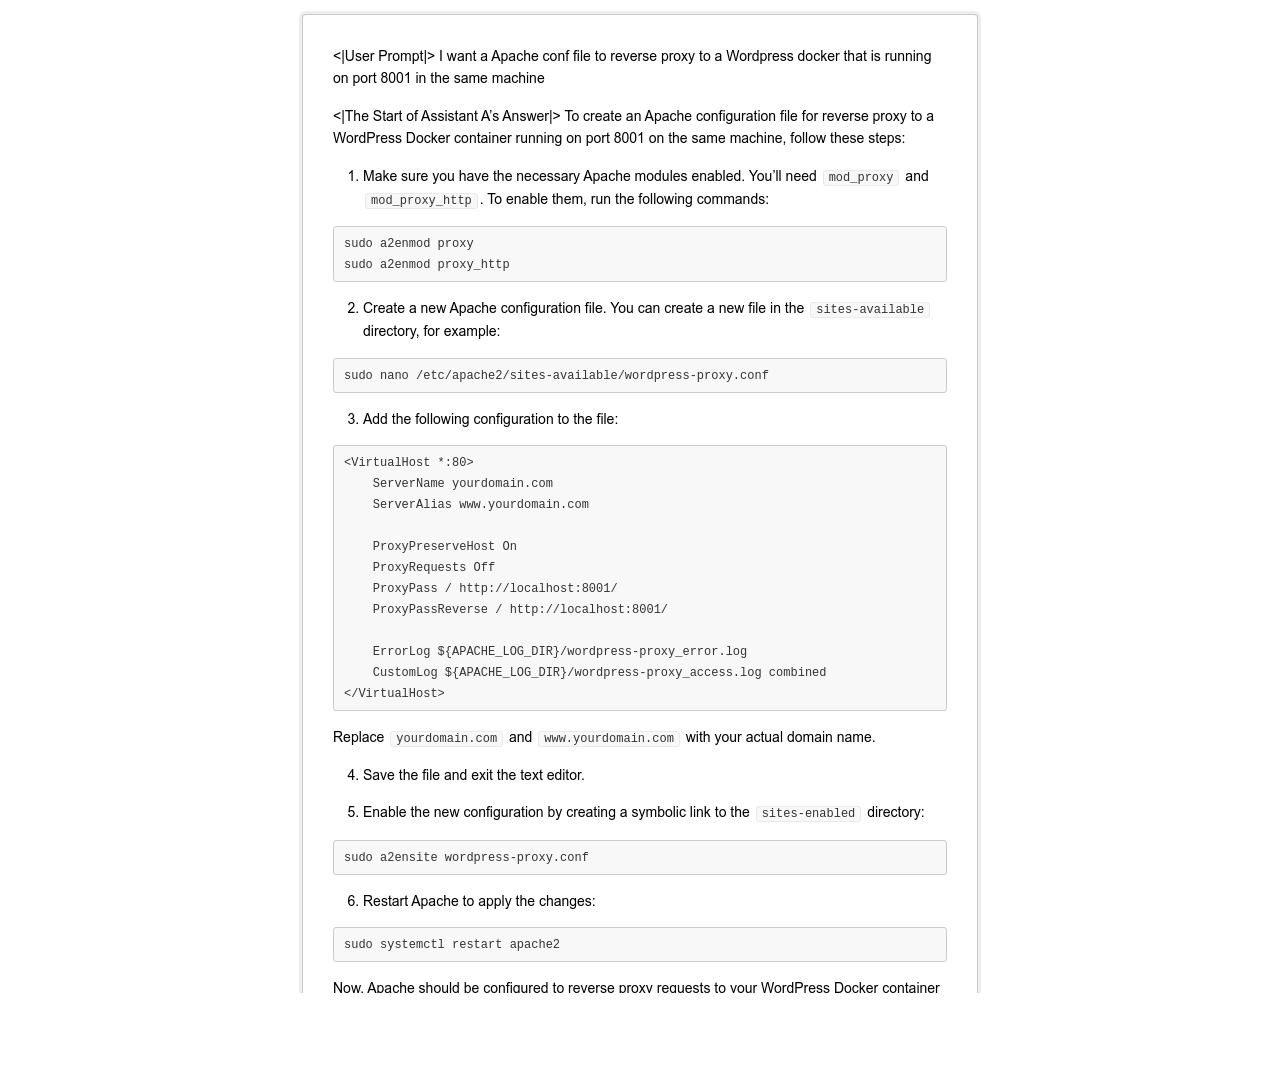 <|User Prompt|> I want a Apache conf file to reverse proxy to a Wordpress docker that is running
on port 8001 in the same machine
<|The Start of Assistant A’s Answer|> To create an Apache configuration file for reverse proxy to a
WordPress Docker container running on port 8001 on the same machine, follow these steps:
1. Make sure you have the necessary Apache modules enabled. You’ll need mod_proxy and
mod_proxy_http . To enable them, run the following commands:
sudo a2enmod proxy
sudo a2enmod proxy_http
2. Create a new Apache configuration file. You can create a new file in the sites-available
directory, for example:
sudo nano /etc/apache2/sites-available/wordpress-proxy.conf
3. Add the following configuration to the file:
<VirtualHost *:80>
    ServerName yourdomain.com
    ServerAlias www.yourdomain.com
    ProxyPreserveHost On
    ProxyRequests Off
    ProxyPass / http://localhost:8001/
    ProxyPassReverse / http://localhost:8001/
    ErrorLog ${APACHE_LOG_DIR}/wordpress-proxy_error.log
    CustomLog ${APACHE_LOG_DIR}/wordpress-proxy_access.log combined
</VirtualHost>
Replace yourdomain.com and www.yourdomain.com with your actual domain name.
4. Save the file and exit the text editor.
5. Enable the new configuration by creating a symbolic link to the sites-enabled directory:
sudo a2ensite wordpress-proxy.conf
6. Restart Apache to apply the changes:
sudo systemctl restart apache2
Now, Apache should be configured to reverse proxy requests to your WordPress Docker container